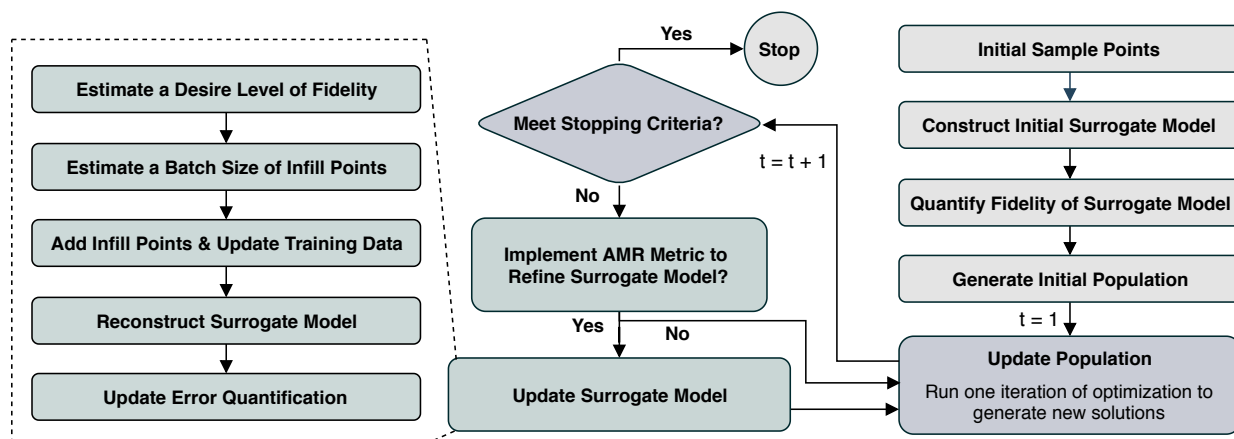 Estimate a Desire Level of Fidelity
Estimate a Batch Size of Infill Points
Add Infill Points & Update Training Data
Reconstruct Surrogate Model
Update Error Quantification
Yes
Stop
Meet Stopping Criteria?
t = t + 1
No
Implement AMR Metric to
Refine Surrogate Model?
Yes
No
Update Surrogate Model
Initial Sample Points
Construct Initial Surrogate Model
Quantify Fidelity of Surrogate Model
Generate Initial Population
t = 1
Update Population
Run one iteration of optimization to
generate new solutions